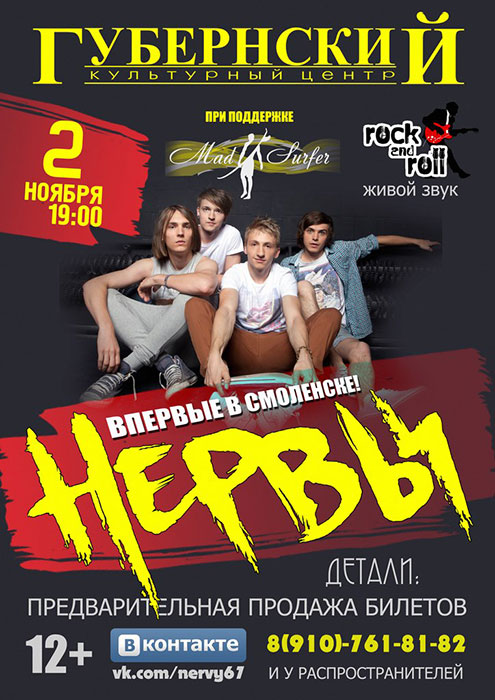 ГУБЕРНСКИЙ
КУЛЬТУРНЫЙ ЦЕНТР
ПРИ ПОДДЕРЖКЕ
Mad Surfer
2
НОЯБРЯ
19:00
rock
and
roll
ЖИВОЙ ЗВУК
ВПЕРВЫЕ В СМОЛЕНСКЕ!
НЕРВЫ
ДЕТАЛИ:
ПРЕДВАРИТЕЛЬНАЯ ПРОДАЖА БИЛЕТОВ
12+
В контакте
8(910)-761-81-82
vk.com/nervy67
И У РАСПРОСТРАНИТЕЛЕЙ